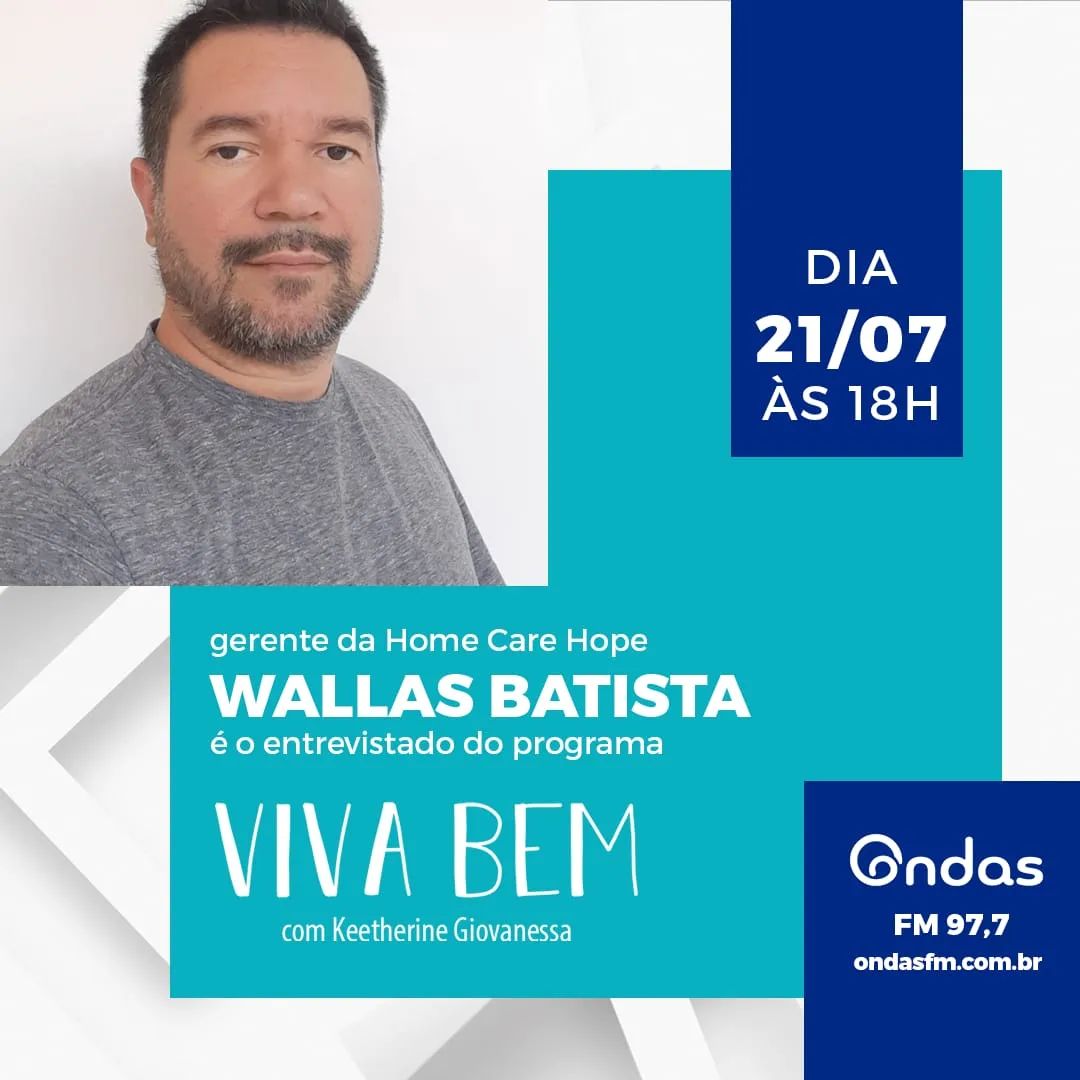 DIA
21/07
ÀS 18H
gerente da Home Care Hope
WALLAS BATISTA
é o entrevistado do programa
VIVA BEM
com Keetherine Giovanessa
Ondas
FM 97,7
ondasfm.com.br